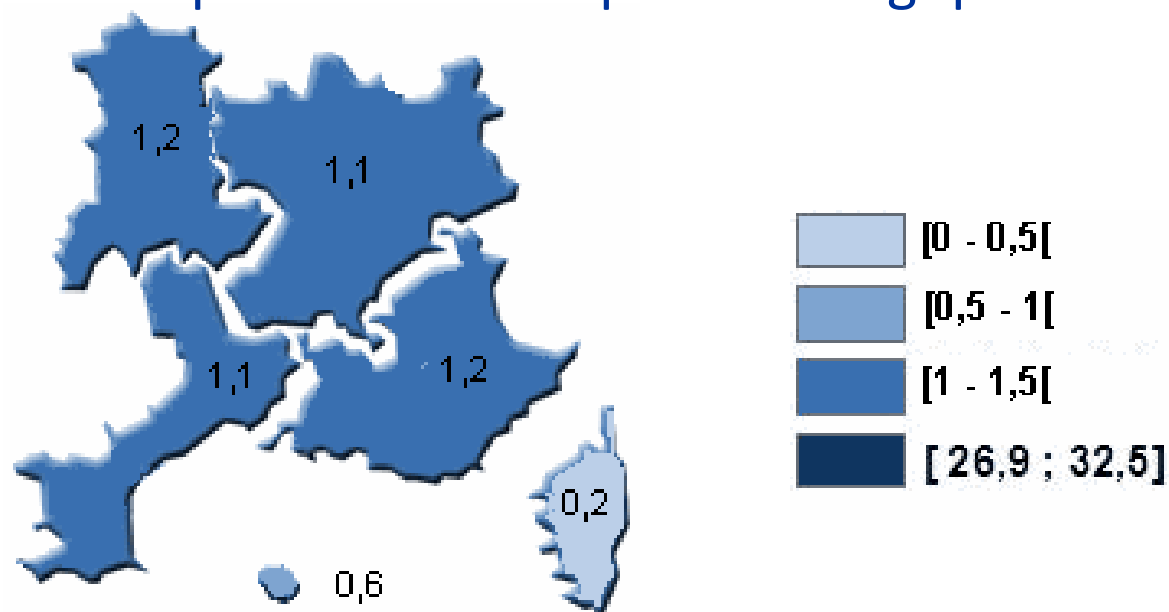 1,2
1,1
1,1
1,2
0,2
0,6
[0 - 0,5[
[0,5 - 1[
[1 - 1,5[
[ 26,9 ; 32,5]